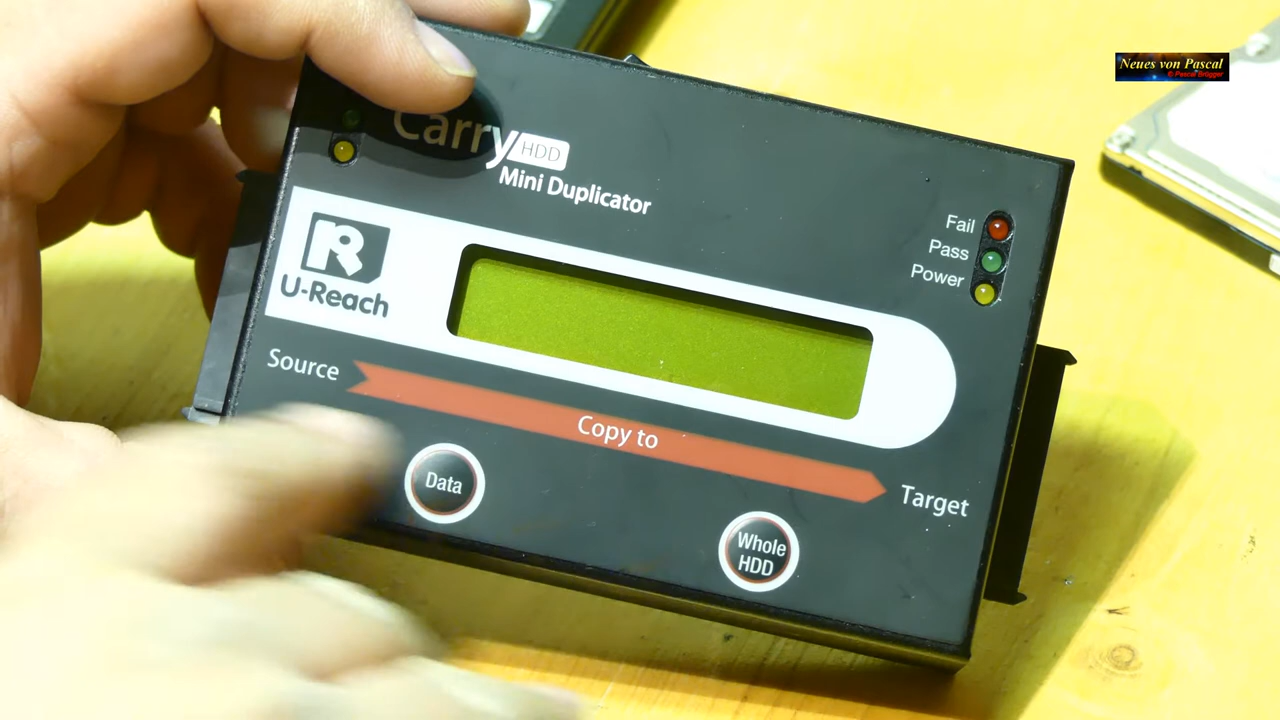 Neues von Pascal
© Pascal Brügger
Carry HDD
Mini Duplicator
Fail
Pass
Power
U-Reach
Source
Copy to
Target
Data
Whole
HDD